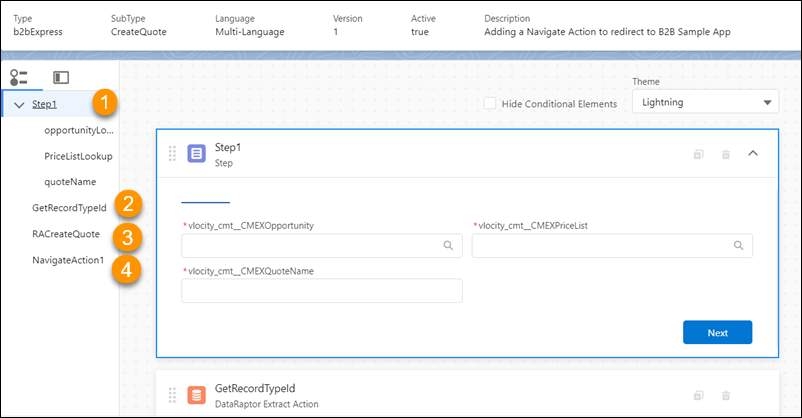 Type SubType Language Version Active Description
b2bExpress CreateQuote Multi-Language 1 true Adding a Navigate Action to redirect to B2B Sample App
Theme
Hide Conditional Elements Lightning
Step1 1
opportunityLo...
PriceListLookup
quoteName
GetRecordTypeId 2
RACreateQuote 3
NavigateAction1 4
Step1
Step
*vlocity_cmt__CMEXOpportunity *vlocity_cmt__CMEXPriceList
*vlocity_cmt__CMEXQuoteName
Next
GetRecordTypeId
DataRaptor Extract Action